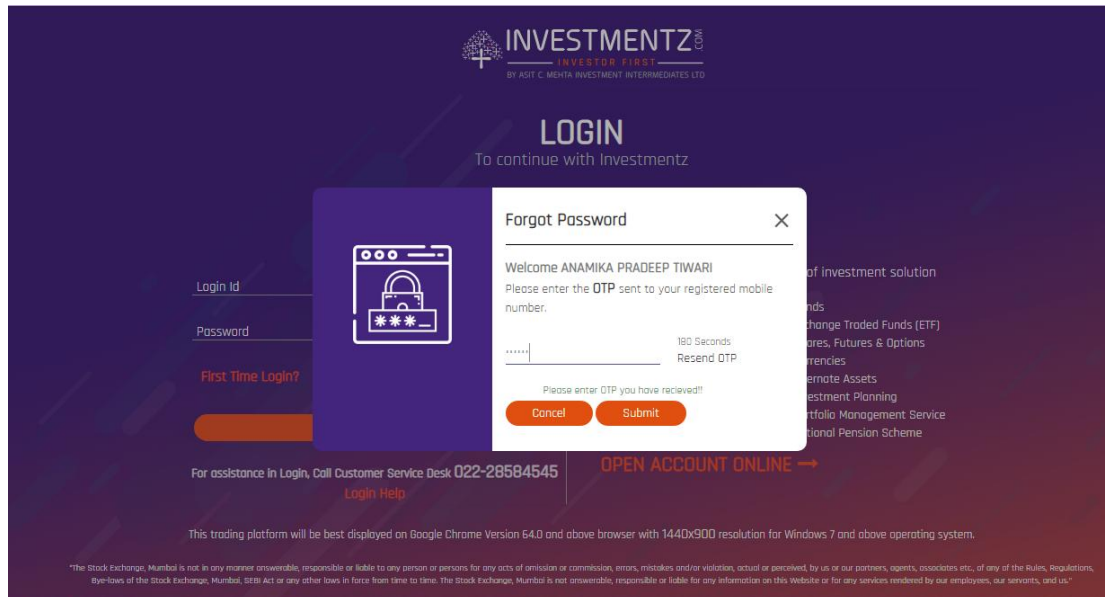 INVESTMENTZ.COM
INVESTOR FIRST
BY ASIT C. MEHTA INVESTMENT INTERRMEDIATES LTD
LOGIN
To continue with Investmentz
Forgot Password
Welcome ANAMIKA PRADEEP TIWARI
Please enter the OTP sent to your registered mobile
number.
180 Seconds
******
Resend OTP
Please enter OTP you have recieved!!
Cancel
Submit
***_
Login Id
Password
First Time Login?
For assistance in Login, Call Customer Service Desk 022-28584545
Login Help
of investment solution
nds
change Traded Funds (ETF)
ares, Futures & Options
rrencies
ernate Assets
estment Planning
rtfolio Management Service
tional Pension Scheme
OPEN ACCOUNT ONLINE →
This trading platform will be best displayed on Google Chrome Version 64.0 and above browser with 1440x900 resolution for Windows 7 and above operating system.
"The Stock Exchange, Mumbai is not in any manner answerable, responsible or liable to any person or persons for any acts of omission or commission, errors, mistakes and/or violation, actual or perceived, by us or our partners, agents, associates etc., of any of the Rules, Regulations,
Bye-laws of the Stock Exchange, Mumbai, SEBI Act or any other laws in force from time to time. The Stock Exchange, Mumbai is not answerable, responsible or liable for any information on this Website or for any services rendered by our employees, our servants, and us."